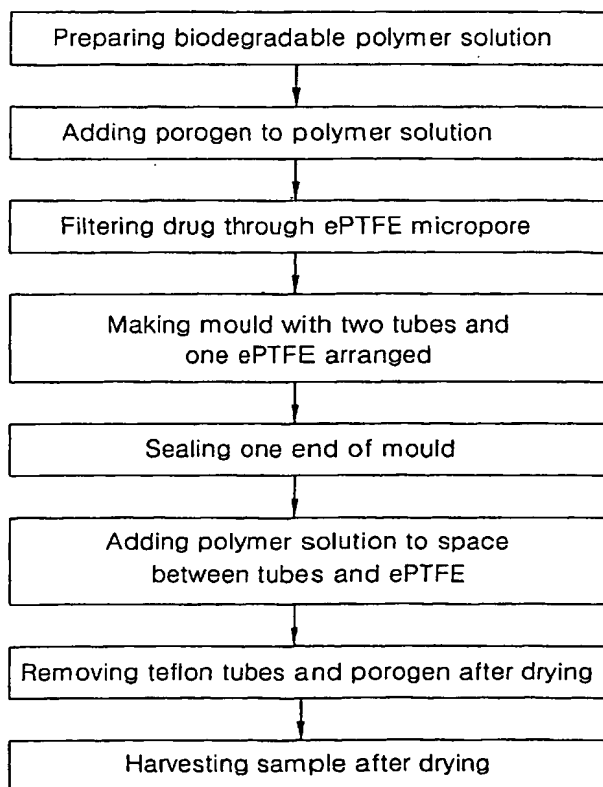 Preparing biodegradable polymer solution
Adding porogen to polymer solution
Filtering drug through ePTFE micropore
Making mould with two tubes and
one ePTFE arranged
Sealing one end of mould
Adding polymer solution to space
between tubes and ePTFE
Removing teflon tubes and porogen after drying
Harvesting sample after drying